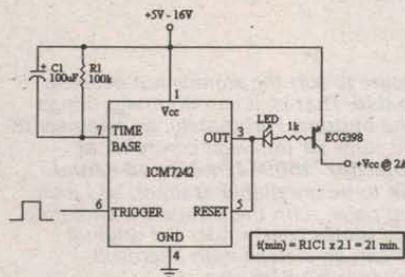 +5V - 16V
C1
100uF
R1
100k
1
Vcc
LED
1k
7
TIME
BASE
OUT
3
ECG398
ICM7242
+Vcc @ 2A
6
TRIGGER
RESET
5
GND
4
t(min) = R1C1 x 2.1 = 21 min.